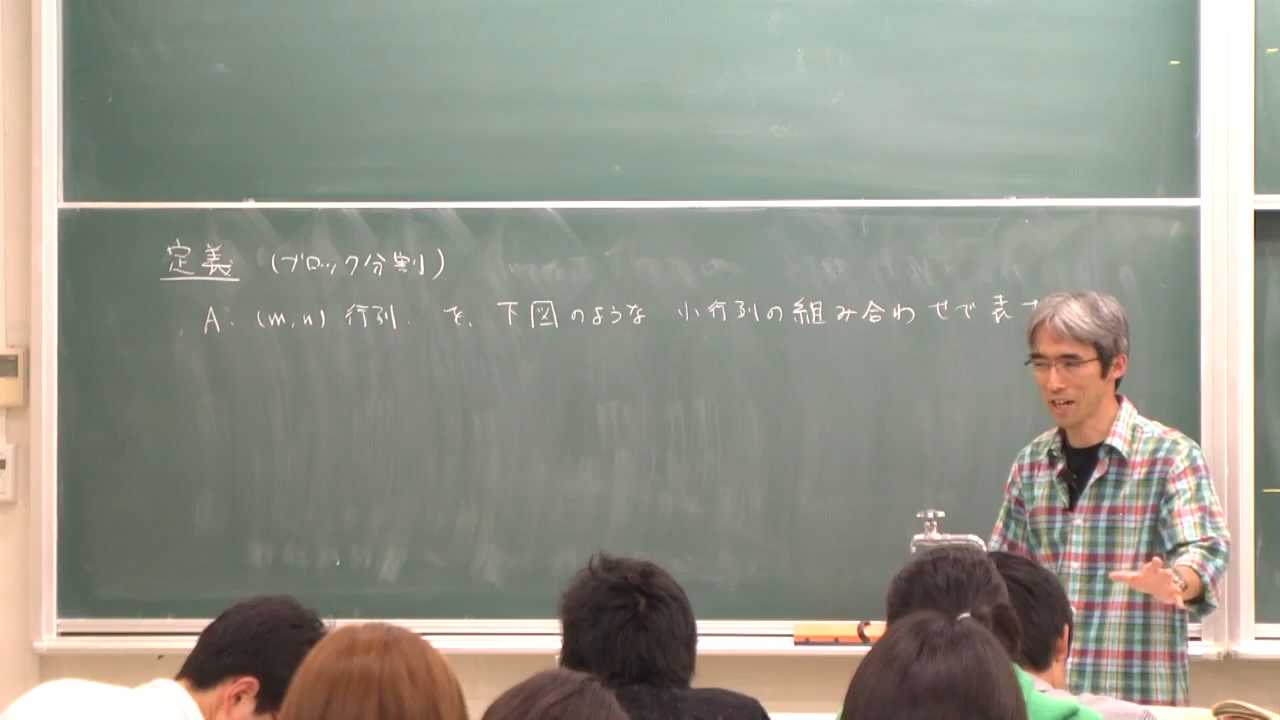 定義 (ブロック分割)
A: (m,n) 行列. を、下図のような 小行列の組み合わせで表す